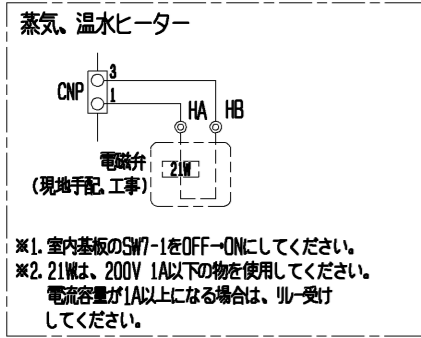 蒸気、温水ヒーター
3
CNP
1
HA HB
電磁弁
21W
(現地手配、工事)
※1. 室内基板のSW7-1をOFF→ONにしてください。
※2. 21Wは、200V 1A以下の物を使用してください。
電流容量が1A以上になる場合は、リレー受け
してください。